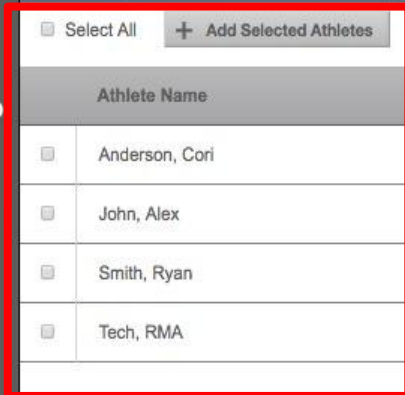 Select All + Add Selected Athletes
Athlete Name
Anderson, Cori
John, Alex
Smith, Ryan
Tech, RMA